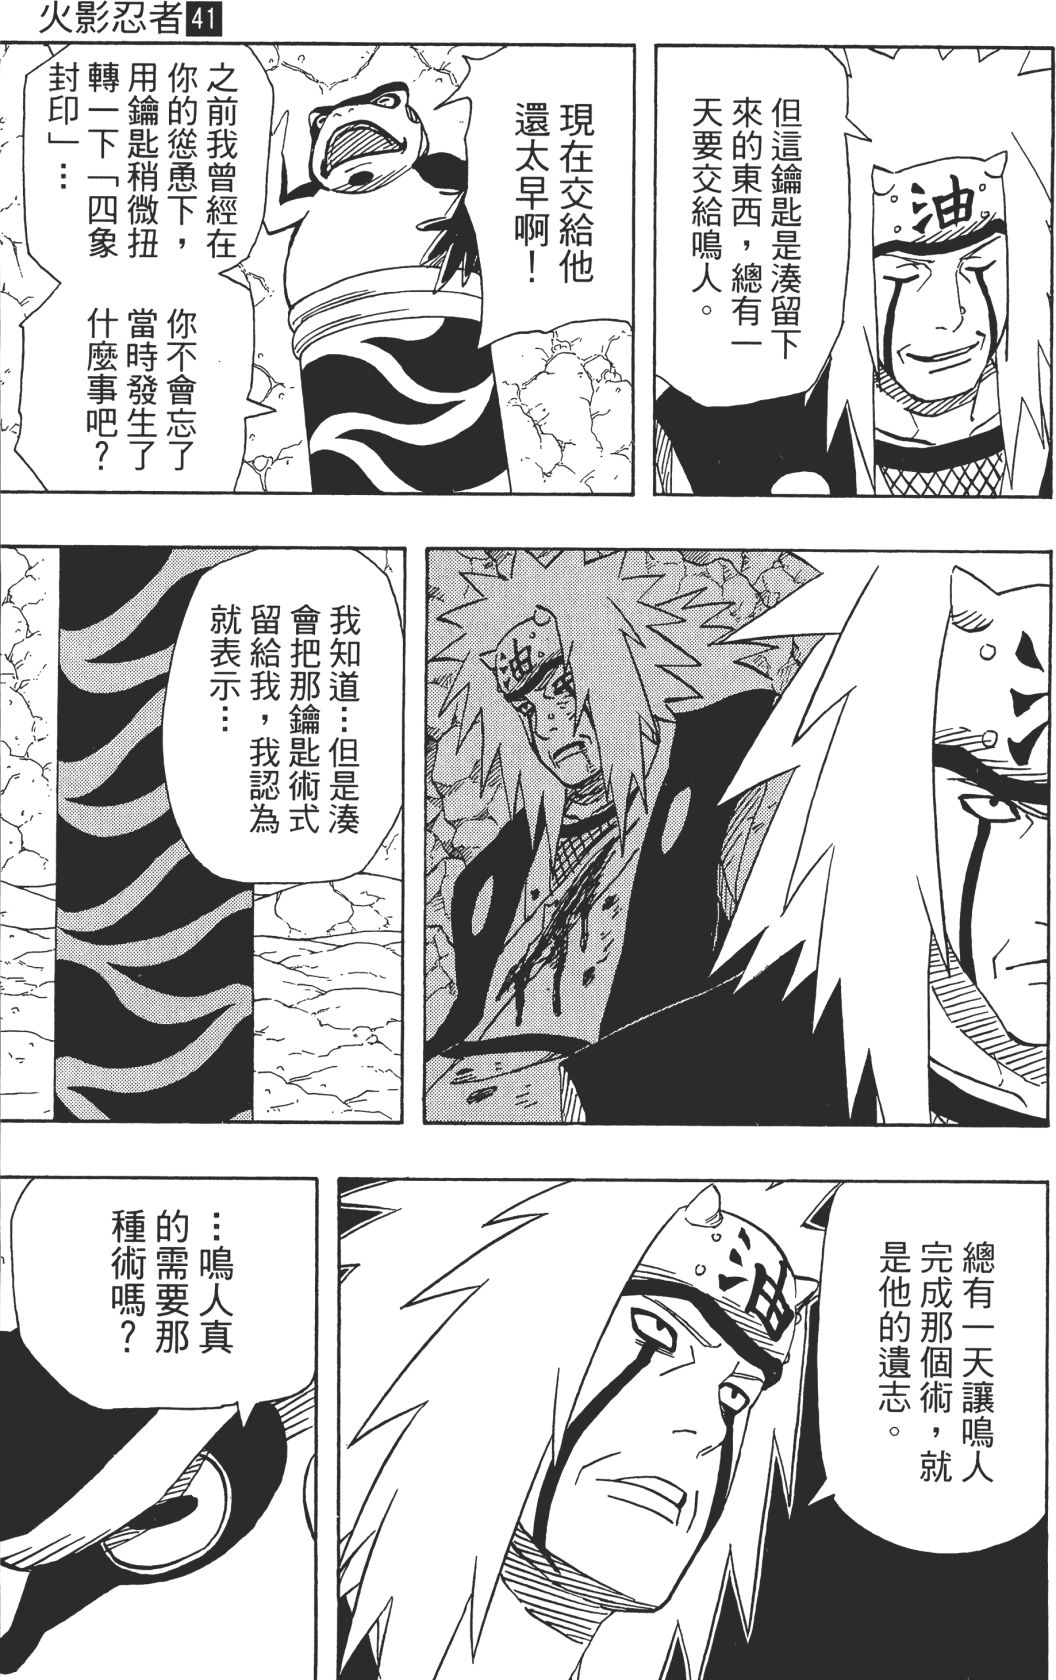 火影忍者41
但這鑰匙是湊留下
來的東西，總有一
天要交給鳴人。
油
現在交給他
還太早啊！
之前我曾經在
你的慫恿下，
用鑰匙稍微扭
轉一下「四象
封印」…
你不會忘了
當時發生了
什麼事吧？
油
我知道…但是湊
會把那鑰匙術式
留給我，我認為
就表示…
總有一天讓鳴人
完成那個術，就
是他的遺志。
油
…鳴人真
的需要那
種術嗎？